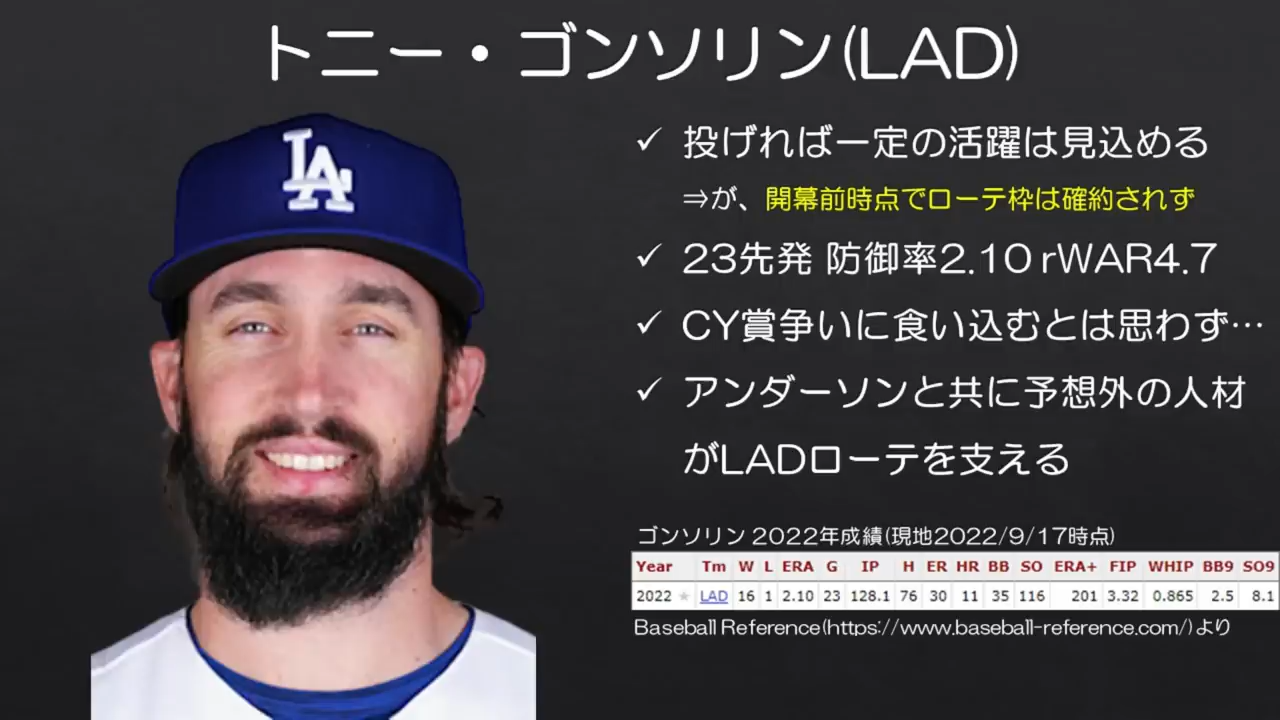 トニー・ゴンソリン(LAD)
LA
✓ 投げれば一定の活躍は見込める
⇒が、開幕前時点でローテ枠は確約されず
✓ 23先発 防御率2.10 rWAR4.7
✓ CY賞争いに食い込むとは思わず…
✓ アンダーソンと共に予想外の人材
がLADローテを支える
ゴンソリン 2022年成績(現地2022/9/17時点)
Year Tm W L ERA G IP H ER HR BB SO ERA+ FIP WHIP BB9 SO9
2022 ★ LAD 16 1 2.10 23 128.1 76 30 11 35 116 201 3.32 0.865 2.5 8.1
Baseball Reference(https://www.baseball-reference.com/)より